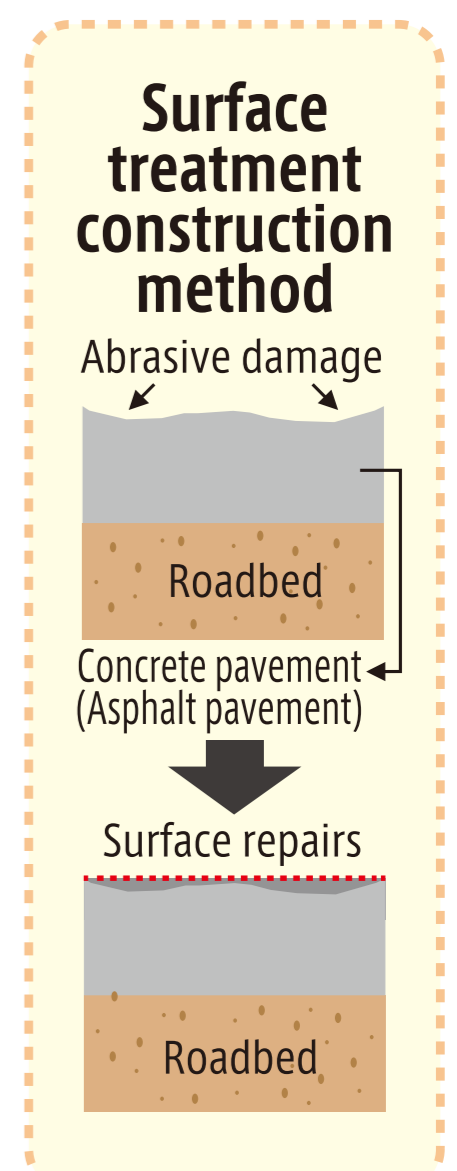 Surface
treatment
construction
method
Abrasive damage
Roadbed
Concrete pavement
(Asphalt pavement)
Surface repairs
Roadbed